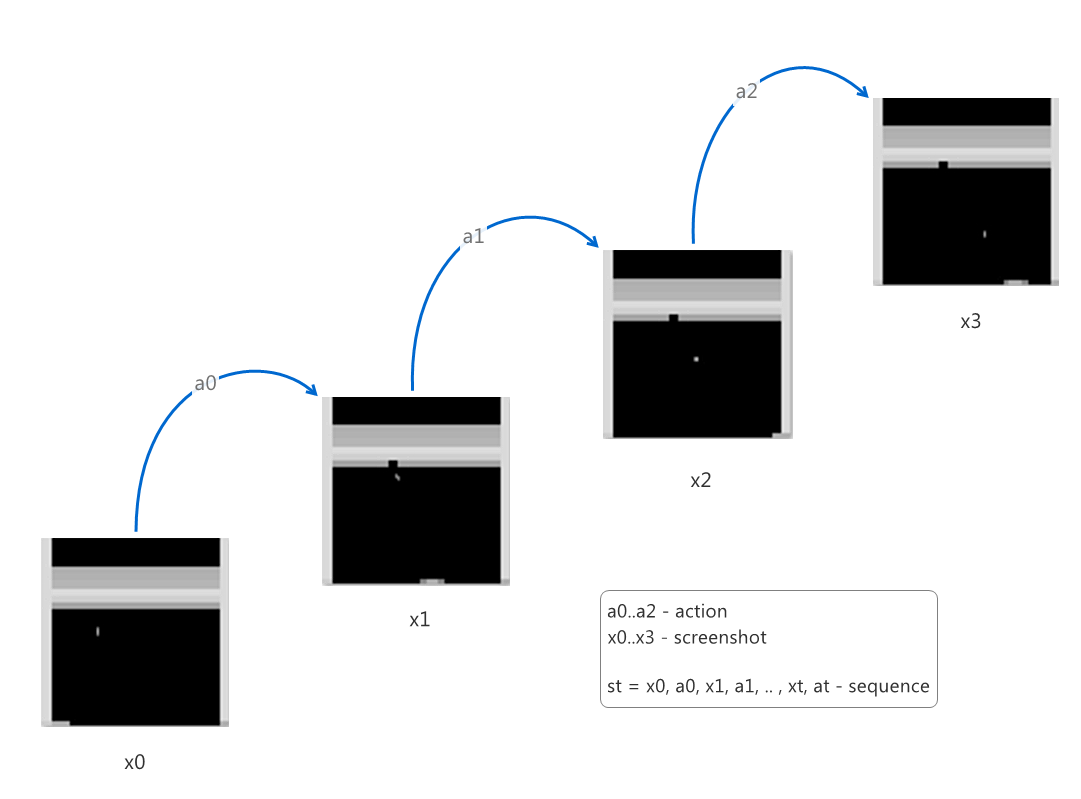 a2
x3
a1
x2
a0
x1
x0
a0..a2 - action
x0..x3 - screenshot
st = x0, a0, x1, a1, .. , xt, at - sequence